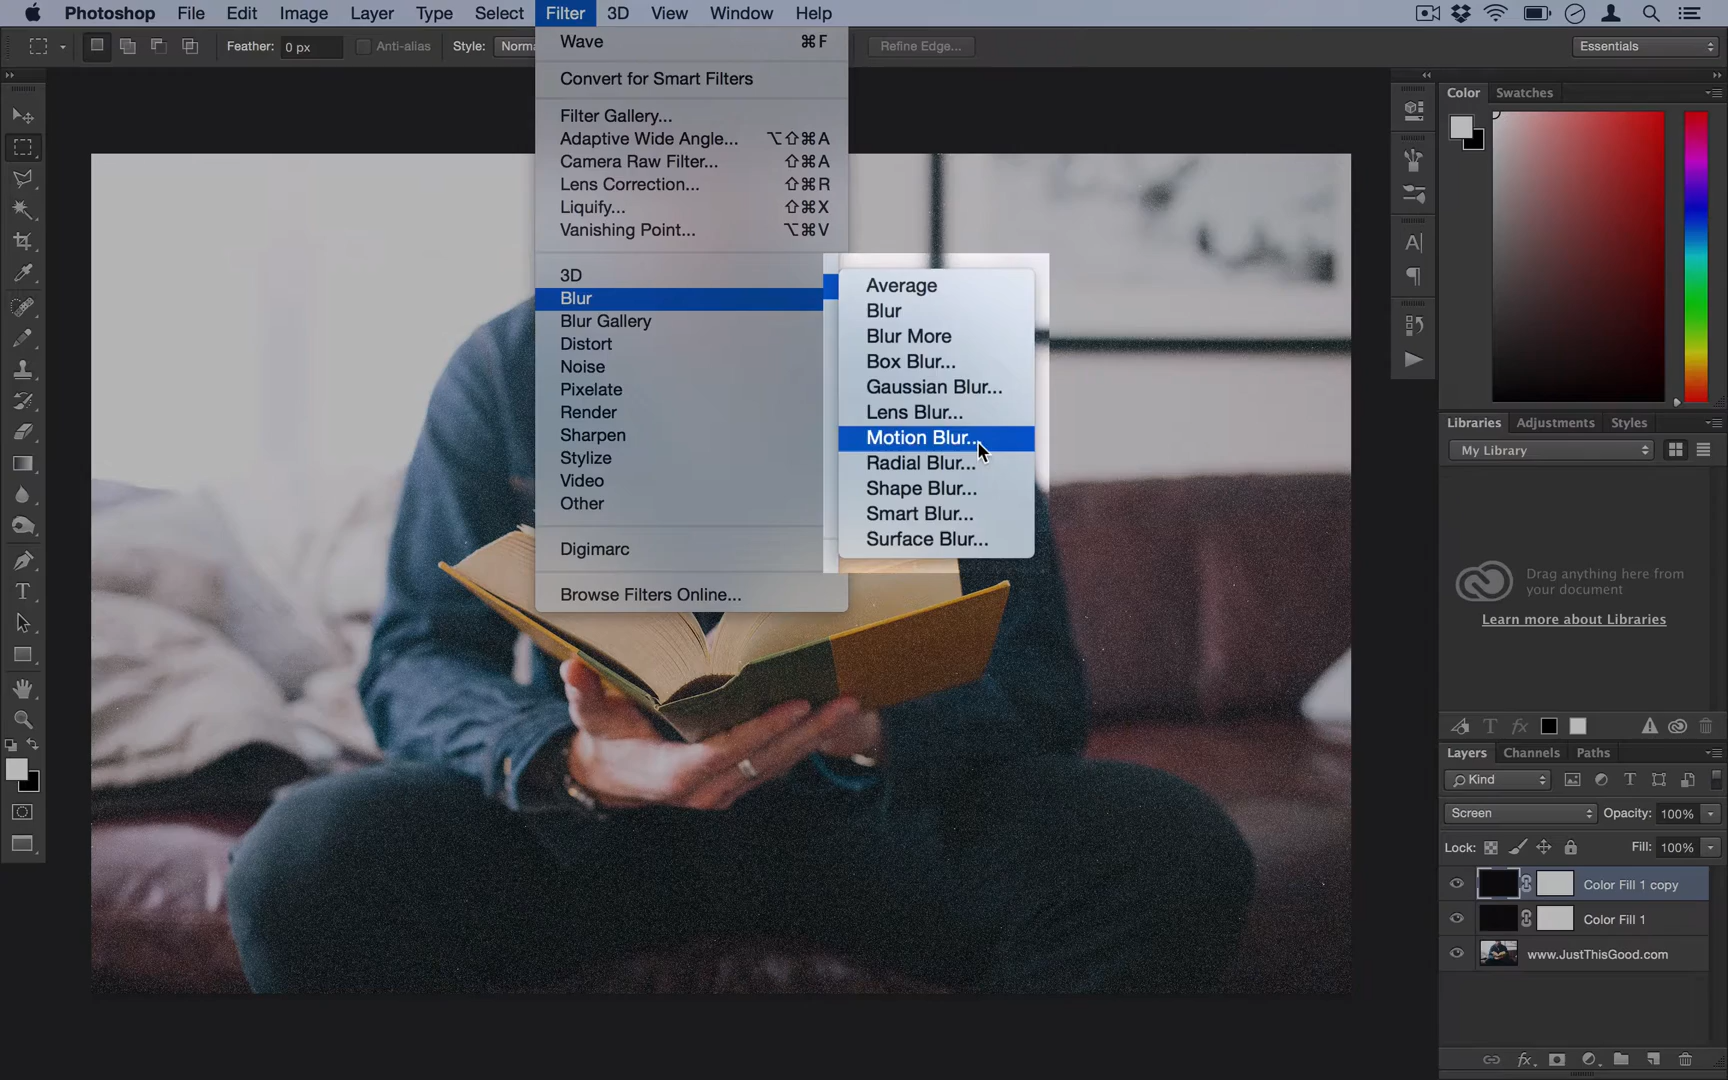 Photoshop File Edit Image Layer Type Select Filter 3D View Window Help
Feather: 0 px Anti-alias Style: Norma Refine Edge... Essentials
Wave ⌘F
Convert for Smart Filters
Filter Gallery...
Adaptive Wide Angle... ⌥⇧⌘A
Camera Raw Filter... ⇧⌘A
Lens Correction... ⇧⌘R
Liquify... ⇧⌘X
Vanishing Point... ⌥⌘V
3D
Blur
Blur Gallery
Distort
Noise
Pixelate
Render
Sharpen
Stylize
Video
Other
Digimarc
Browse Filters Online...
Average
Blur
Blur More
Box Blur...
Gaussian Blur...
Lens Blur...
Motion Blur...
Radial Blur...
Shape Blur...
Smart Blur...
Surface Blur...
Color Swatches
Libraries Adjustments Styles
My Library
Drag anything here from
your document
Learn more about Libraries
Layers Channels Paths
Kind
Screen Opacity: 100%
Lock: Fill: 100%
Color Fill 1 copy
Color Fill 1
www.JustThisGood.com